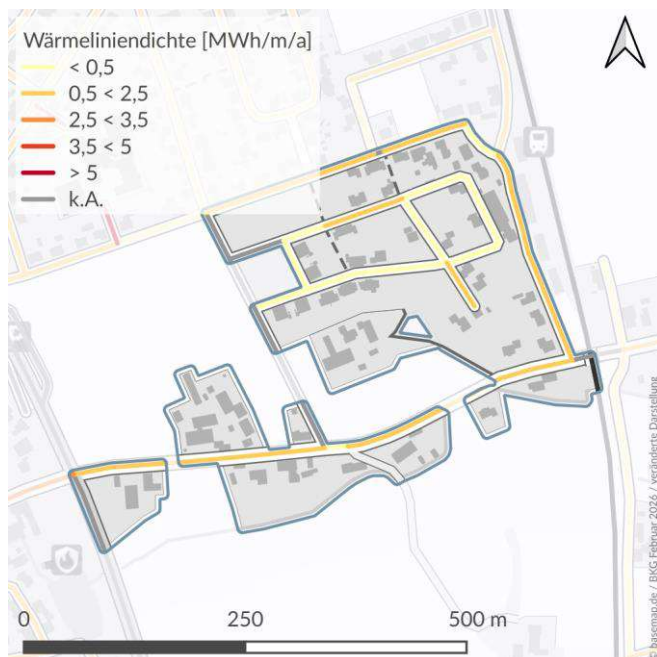 Wärmeliniendichte [MWh/m/a]
< 0,5
0,5 < 2,5
2,5 < 3,5
3,5 < 5
> 5
k.A.
© basemap.de / BKG Februar 2026 / veränderte Darstellung
0 250 500 m